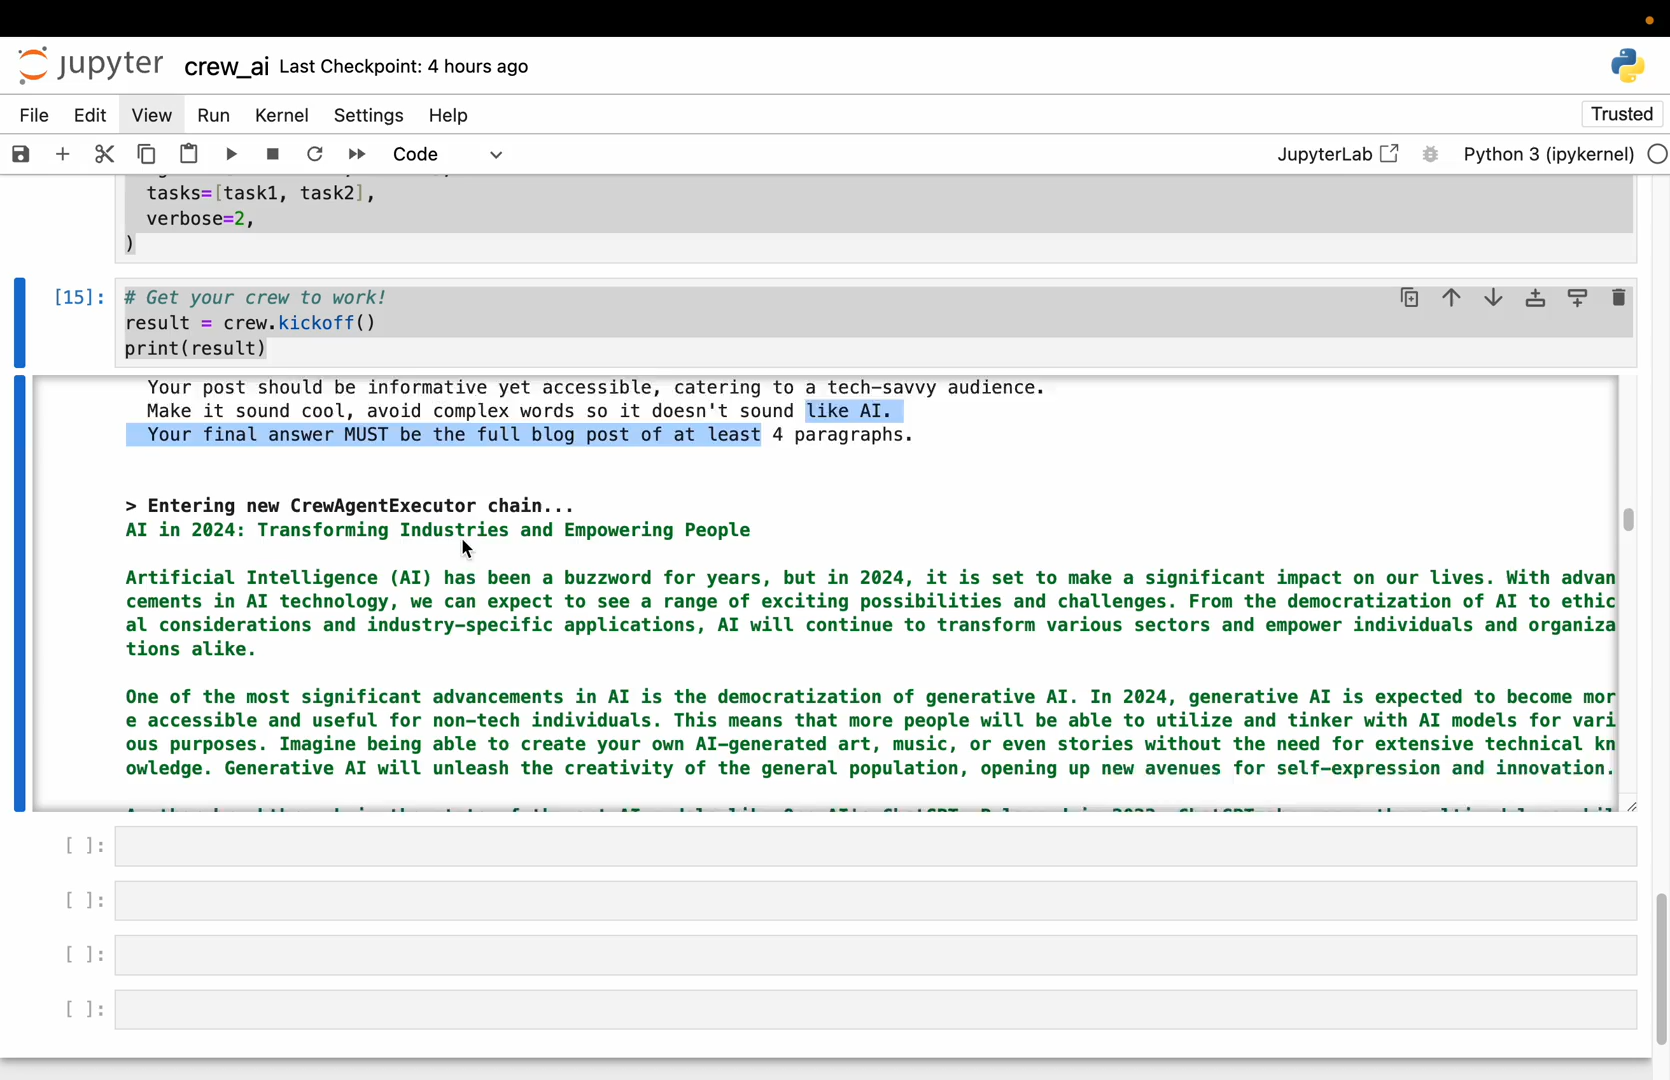 jupyter crew_ai Last Checkpoint: 4 hours ago
File Edit View Run Kernel Settings Help Trusted
Code JupyterLab Python 3 (ipykernel)
tasks=[task1, task2],
verbose=2,
)
[15]: # Get your crew to work!
result = crew.kickoff()
print(result)
Your post should be informative yet accessible, catering to a tech-savvy audience.
Make it sound cool, avoid complex words so it doesn't sound like AI.
Your final answer MUST be the full blog post of at least 4 paragraphs.
> Entering new CrewAgentExecutor chain...
AI in 2024: Transforming Industries and Empowering People
Artificial Intelligence (AI) has been a buzzword for years, but in 2024, it is set to make a significant impact on our lives. With advan
cements in AI technology, we can expect to see a range of exciting possibilities and challenges. From the democratization of AI to ethic
al considerations and industry-specific applications, AI will continue to transform various sectors and empower individuals and organiza
tions alike.
One of the most significant advancements in AI is the democratization of generative AI. In 2024, generative AI is expected to become mor
e accessible and useful for non-tech individuals. This means that more people will be able to utilize and tinker with AI models for vari
ous purposes. Imagine being able to create your own AI-generated art, music, or even stories without the need for extensive technical kn
owledge. Generative AI will unleash the creativity of the general population, opening up new avenues for self-expression and innovation.
[ ]:
[ ]:
[ ]:
[ ]: